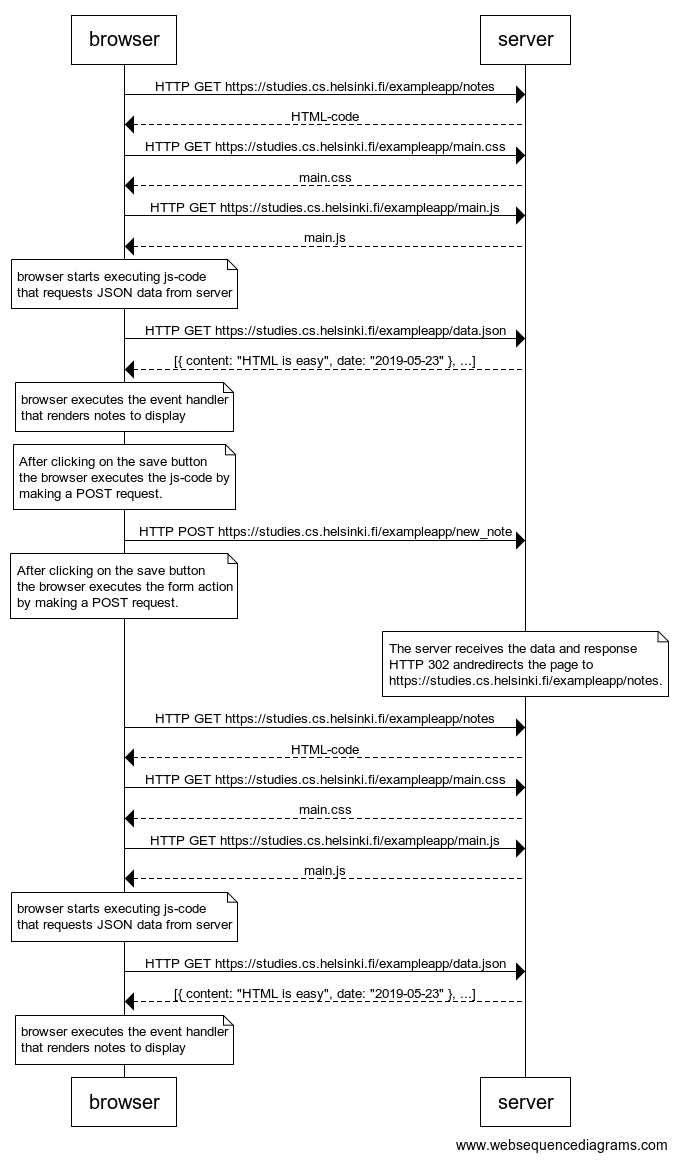 browser
server
HTTP GET https://studies.cs.helsinki.fi/exampleapp/notes
HTML-code
HTTP GET https://studies.cs.helsinki.fi/exampleapp/main.css
main.css
HTTP GET https://studies.cs.helsinki.fi/exampleapp/main.js
main.js
browser starts executing js-code
that requests JSON data from server
HTTP GET https://studies.cs.helsinki.fi/exampleapp/data.json
[{ content: "HTML is easy", date: "2019-05-23" }, ...]
browser executes the event handler
that renders notes to display
After clicking on the save button
the browser executes the js-code by
making a POST request.
HTTP POST https://studies.cs.helsinki.fi/exampleapp/new_note
After clicking on the save button
the browser executes the form action
by making a POST request.
The server receives the data and response
HTTP 302 andredirects the page to
https://studies.cs.helsinki.fi/exampleapp/notes.
HTTP GET https://studies.cs.helsinki.fi/exampleapp/notes
HTML-code
HTTP GET https://studies.cs.helsinki.fi/exampleapp/main.css
main.css
HTTP GET https://studies.cs.helsinki.fi/exampleapp/main.js
main.js
browser starts executing js-code
that requests JSON data from server
HTTP GET https://studies.cs.helsinki.fi/exampleapp/data.json
[{ content: "HTML is easy", date: "2019-05-23" }, ...]
browser executes the event handler
that renders notes to display
browser
server
www.websequencediagrams.com